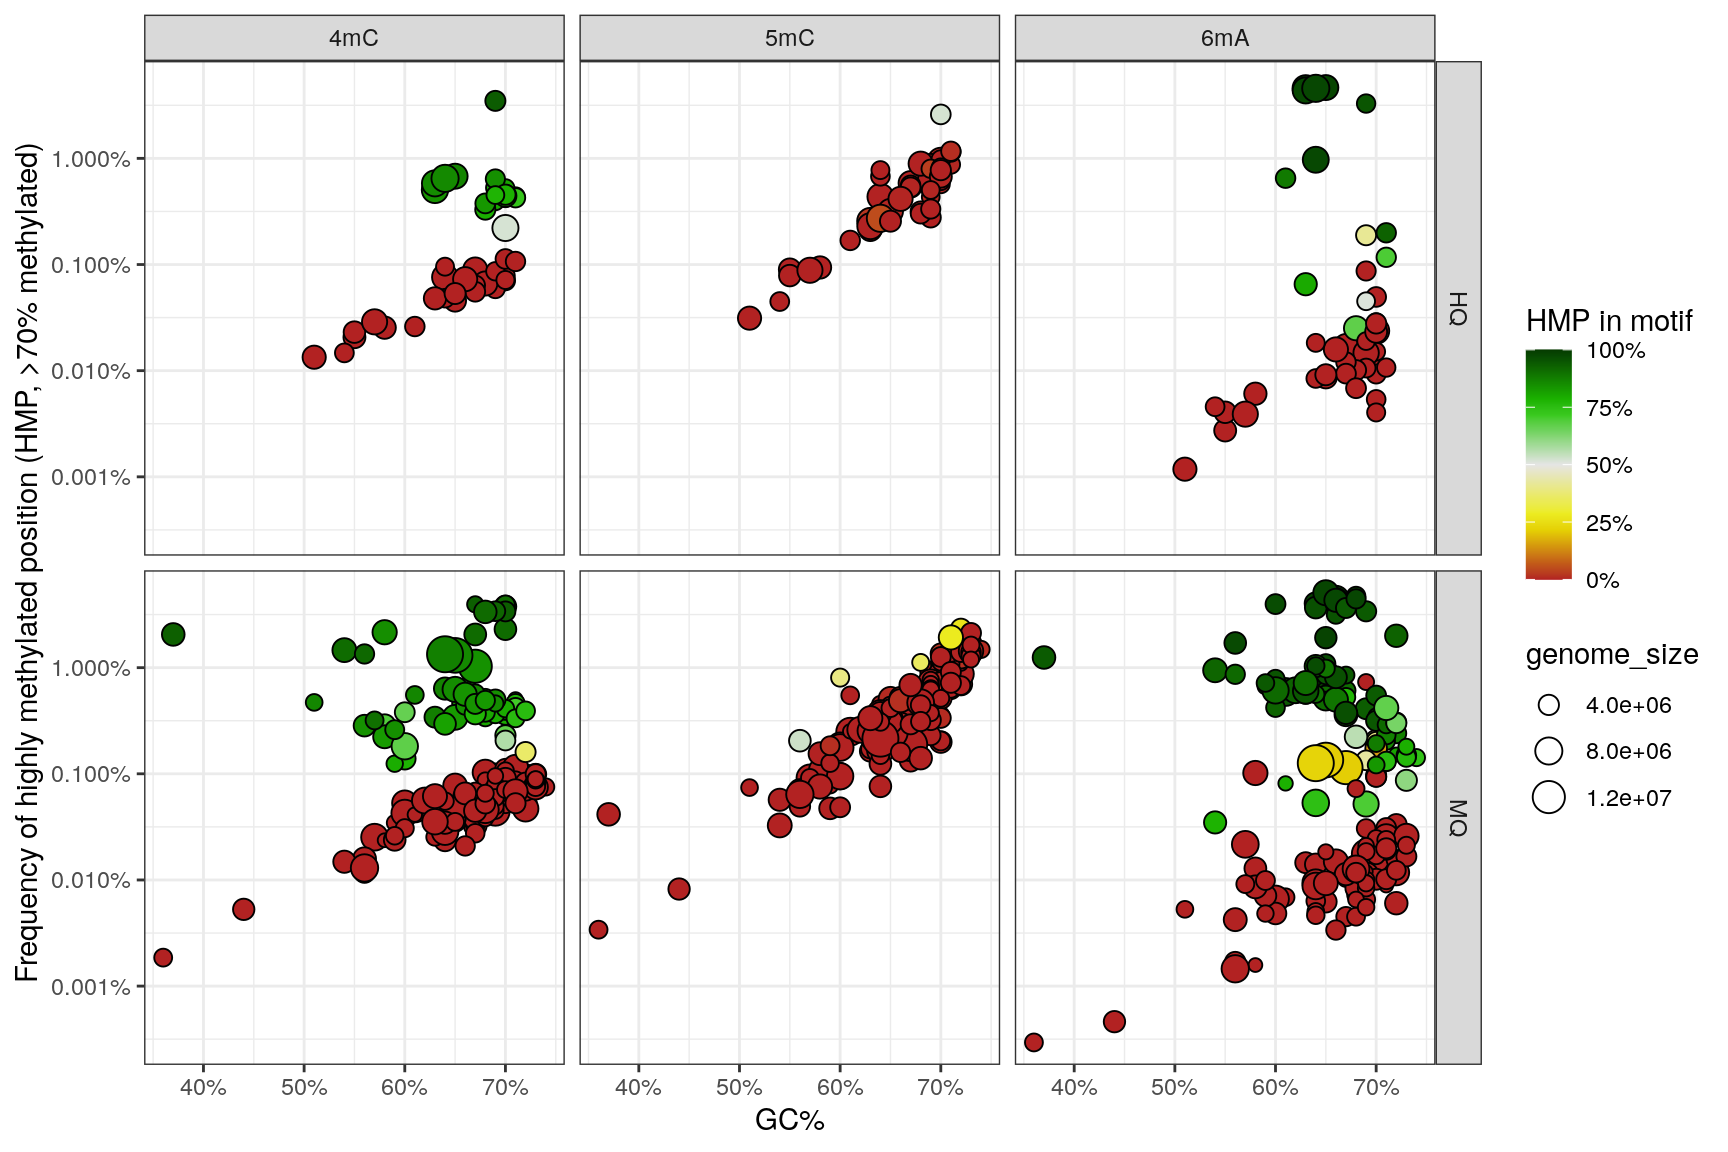 4mC 5mC 6mA
Frequency of highly methylated position (HMP, >70% methylated)
1.000%
0.100%
0.010%
0.001%
HQ
1.000%
0.100%
0.010%
0.001%
MQ
40% 50% 60% 70% 40% 50% 60% 70% 40% 50% 60% 70%
GC%
HMP in motif
100%
75%
50%
25%
0%
genome_size
4.0e+06
8.0e+06
1.2e+07